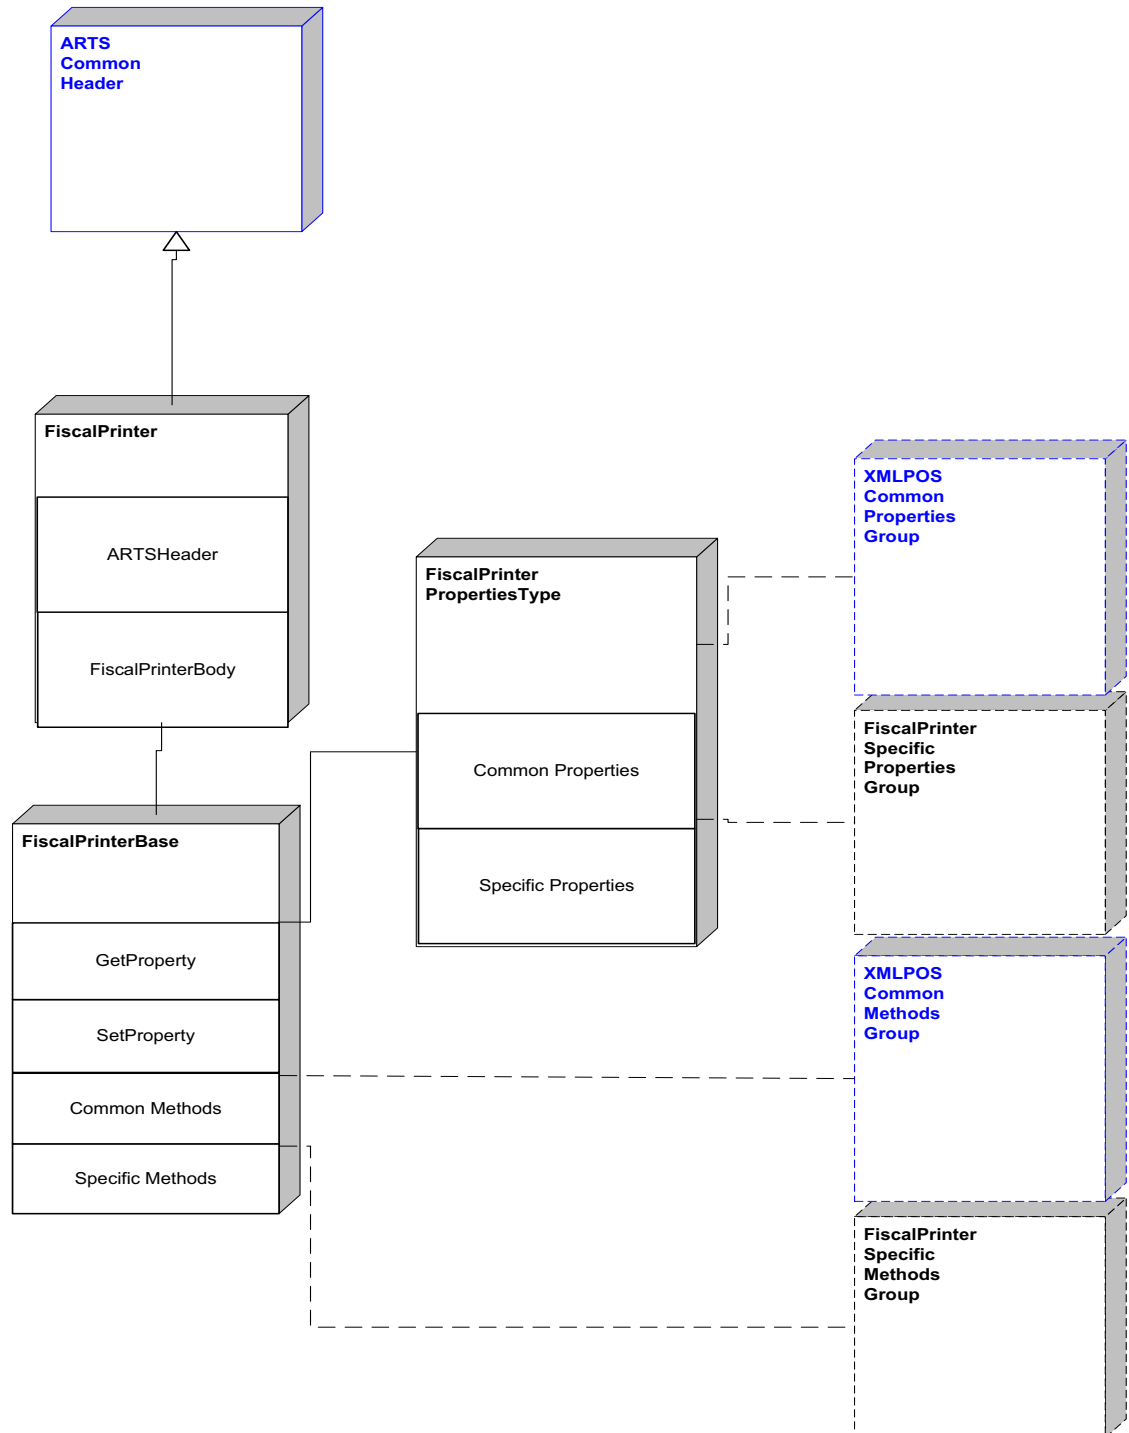 ARTS
Common
Header
FiscalPrinter
ARTSHeader
FiscalPrinterBody
FiscalPrinterBase
GetProperty
SetProperty
Common Methods
Specific Methods
FiscalPrinter
PropertiesType
Common Properties
Specific Properties
XMLPOS
Common
Properties
Group
FiscalPrinter
Specific
Properties
Group
XMLPOS
Common
Methods
Group
FiscalPrinter
Specific
Methods
Group